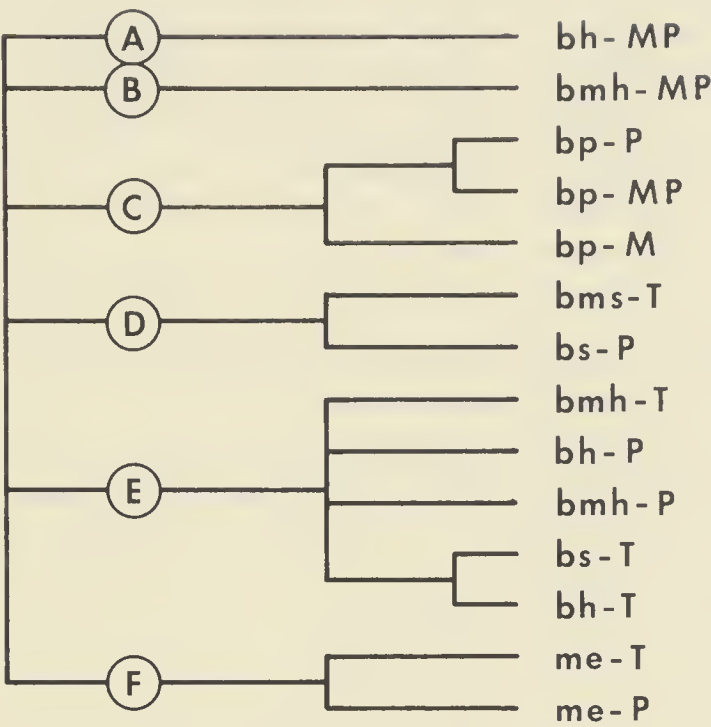 A bh-MP
B bmh-MP
bp-P
C bp-MP
bp-M
D bms-T
bs-P
bmh-T
bh-P
E bmh-P
bs-T
bh-T
F me-T
me-P